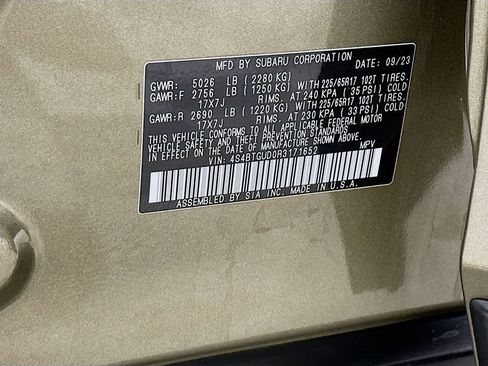 MFD BY SUBARU CORPORATION DATE: 09/23
GVWR: 5026 LB (2280 KG)
GAWR:F 2756 LB (1250 KG) WITH 225/65R17 102T TIRES.
17X7J RIMS. AT 240 KPA ( 35 PSI) COLD
GAWR:R 2690 LB (1220 KG) WITH 225/65R17 102T TIRES.
17X7J RIMS. AT 230 KPA ( 33 PSI) COLD
THIS VEHICLE CONFORMS TO ALL APPLICABLE FEDERAL MOTOR
VEHICLE SAFETY AND THEFT PREVENTION STANDARDS IN EFFECT ON
THE DATE OF MANUFACTURE SHOWN ABOVE.
VIN: 4S4BTGUD0R3171652 MPV
ASSEMBLED BY SIA INC. MADE IN U.S.A.